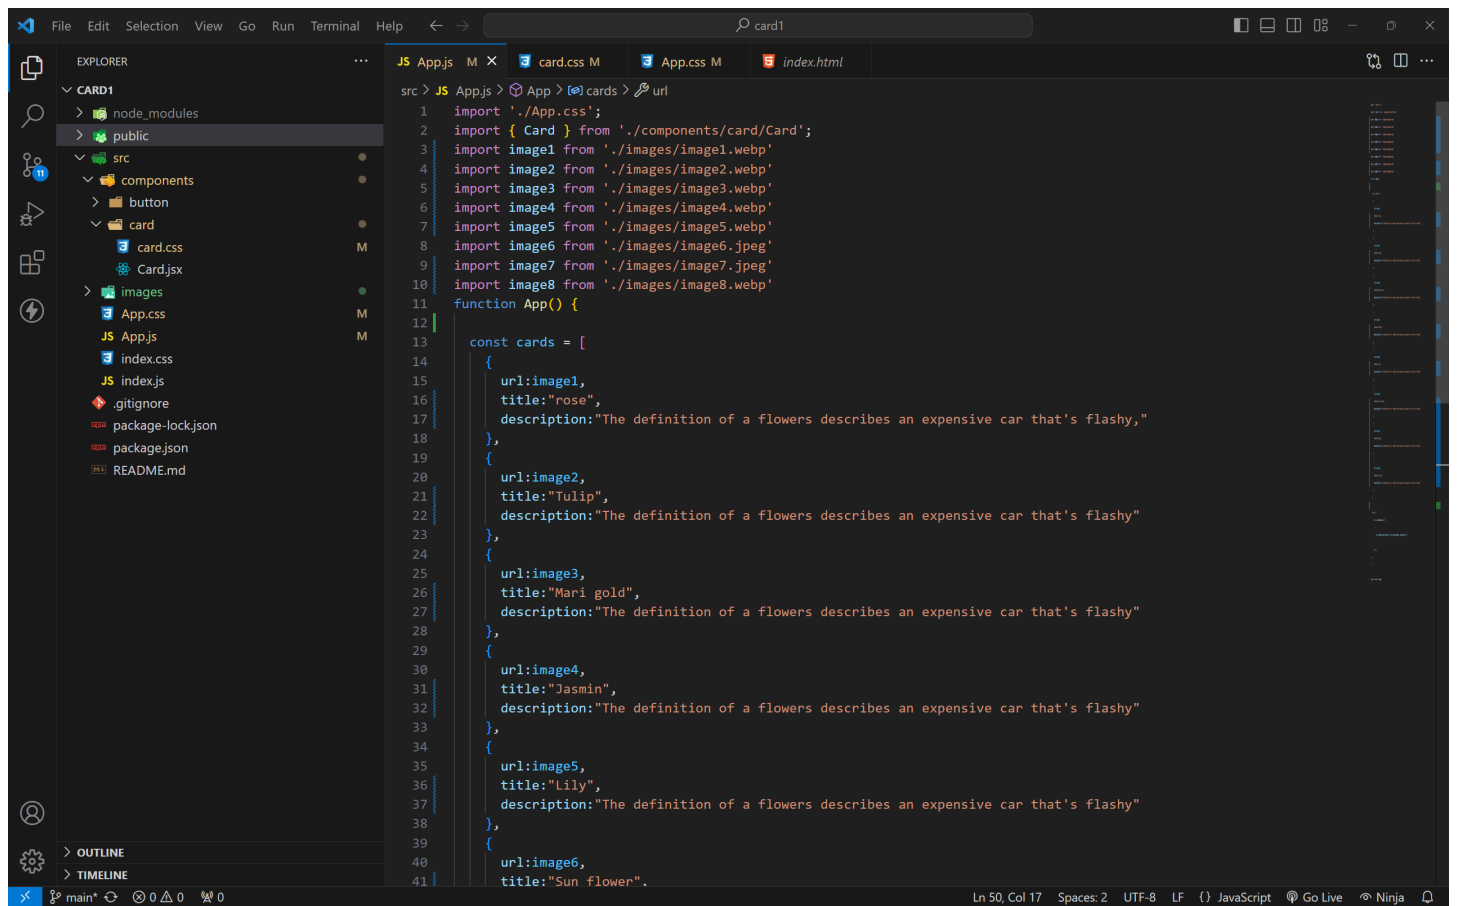 File Edit Selection View Go Run Terminal Help
card1
EXPLORER
CARD1
node_modules
public
src
components
button
card
card.css M
Card.jsx
images
App.css M
App.js M
index.css
index.js
.gitignore
package-lock.json
package.json
README.md
OUTLINE
TIMELINE
11
JS App.js M
card.css M
App.css M
index.html
src > JS App.js > App > cards > url
1 import './App.css';
2 import { Card } from './components/card/Card';
3 import image1 from './images/image1.webp'
4 import image2 from './images/image2.webp'
5 import image3 from './images/image3.webp'
6 import image4 from './images/image4.webp'
7 import image5 from './images/image5.webp'
8 import image6 from './images/image6.jpeg'
9 import image7 from './images/image7.jpeg'
10 import image8 from './images/image8.webp'
11 function App() {
12
13 const cards = [
14 {
15 url:image1,
16 title:"rose",
17 description:"The definition of a flowers describes an expensive car that's flashy,"
18 },
19 {
20 url:image2,
21 title:"Tulip",
22 description:"The definition of a flowers describes an expensive car that's flashy"
23 },
24 {
25 url:image3,
26 title:"Mari gold",
27 description:"The definition of a flowers describes an expensive car that's flashy"
28 },
29 {
30 url:image4,
31 title:"Jasmin",
32 description:"The definition of a flowers describes an expensive car that's flashy"
33 },
34 {
35 url:image5,
36 title:"Lily",
37 description:"The definition of a flowers describes an expensive car that's flashy"
38 },
39 {
40 url:image6,
41 title:"Sun flower",
main* 0 0 0
Ln 50, Col 17 Spaces: 2 UTF-8 LF {} JavaScript Go Live Ninja